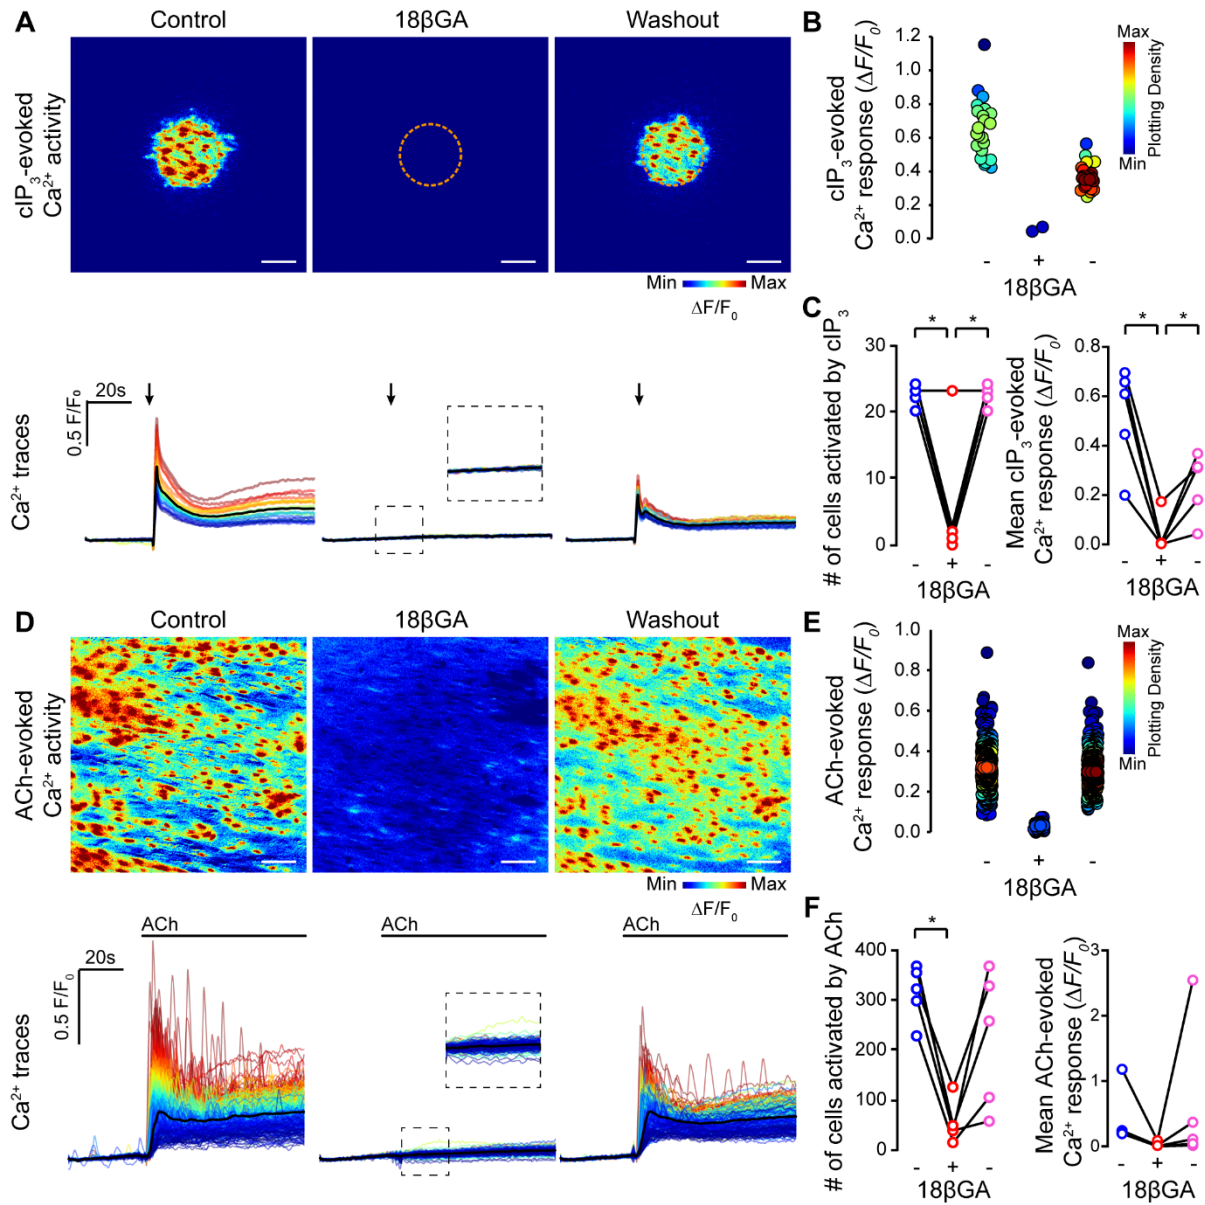 A
Control
18βGA
Washout
cIP3-evoked
Ca2+ activity
Min
Max
ΔF/F0
20s
0.5 F/F0
Ca2+ traces
B
1.2
1.0
0.8
0.6
0.4
0.2
0.0
cIP3-evoked
Ca2+ response (ΔF/F0)
-
+
-
18βGA
Max
Plotting Density
Min
C
*
*
30
20
10
0
# of cells activated by cIP3
-
+
-
18βGA
*
*
0.8
0.6
0.4
0.2
0.0
Mean cIP3-evoked
Ca2+ response (ΔF/F0)
-
+
-
18βGA
D
Control
18βGA
Washout
ACh-evoked
Ca2+ activity
Min
Max
ΔF/F0
ACh
ACh
ACh
20s
0.5 F/F0
Ca2+ traces
E
1.0
0.8
0.6
0.4
0.2
0.0
ACh-evoked
Ca2+ response (ΔF/F0)
-
+
-
18βGA
Max
Plotting Density
Min
F
*
400
300
200
100
0
# of cells activated by ACh
-
+
-
18βGA
3
2
1
0
Mean ACh-evoked
Ca2+ response (ΔF/F0)
-
+
-
18βGA